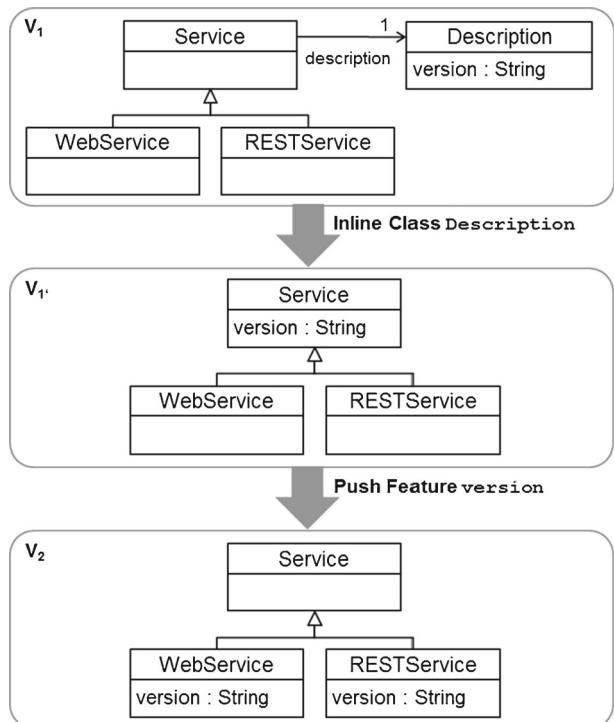 V1
Service
1
description
Description
version : String
WebService
RESTService
Inline Class Description
V1'
Service
version : String
WebService
RESTService
Push Feature version
V2
Service
WebService
version : String
RESTService
version : String